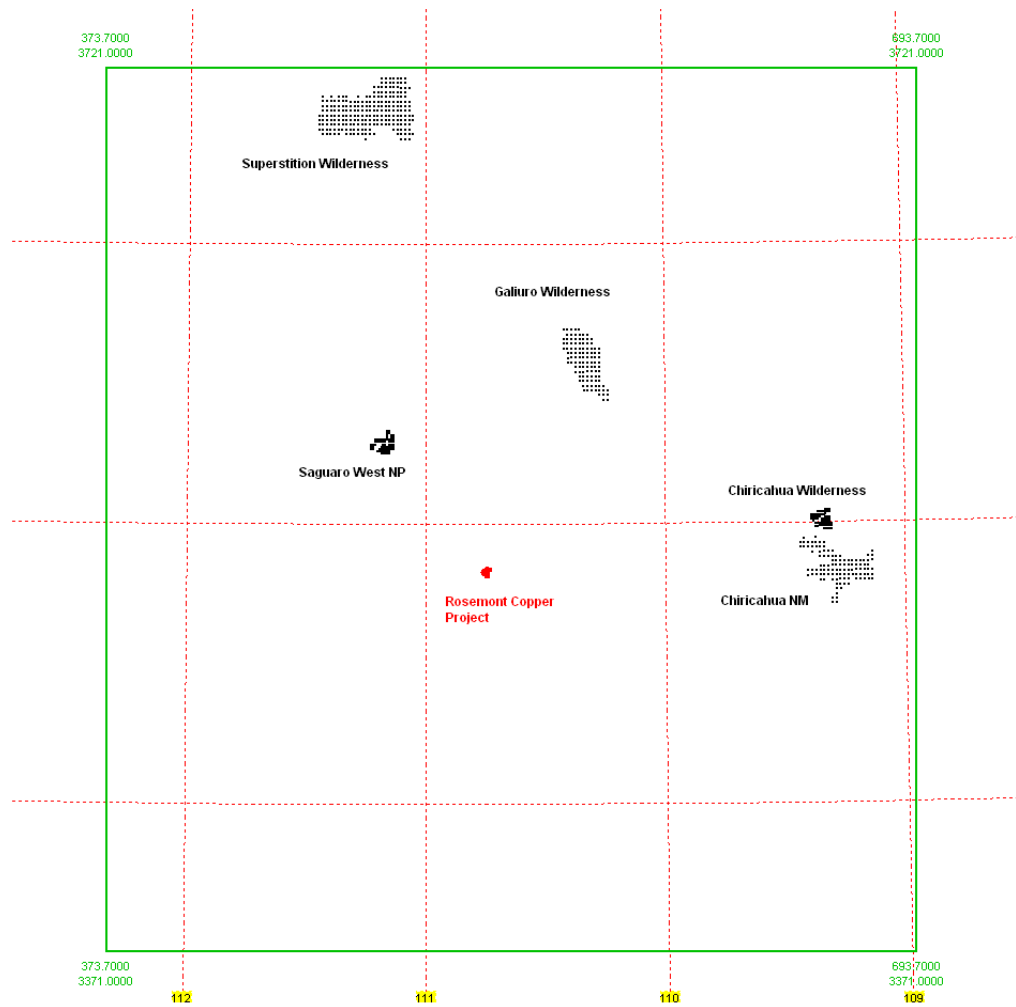 373.7000
3721.0000
693.7000
3721.0000
Superstition Wilderness
Galiuro Wilderness
Saguaro West NP
Chiricahua Wilderness
Rosemont Copper
Project
Chiricahua NM
373.7000
3371.0000
693.7000
3371.0000
112
111
110
109